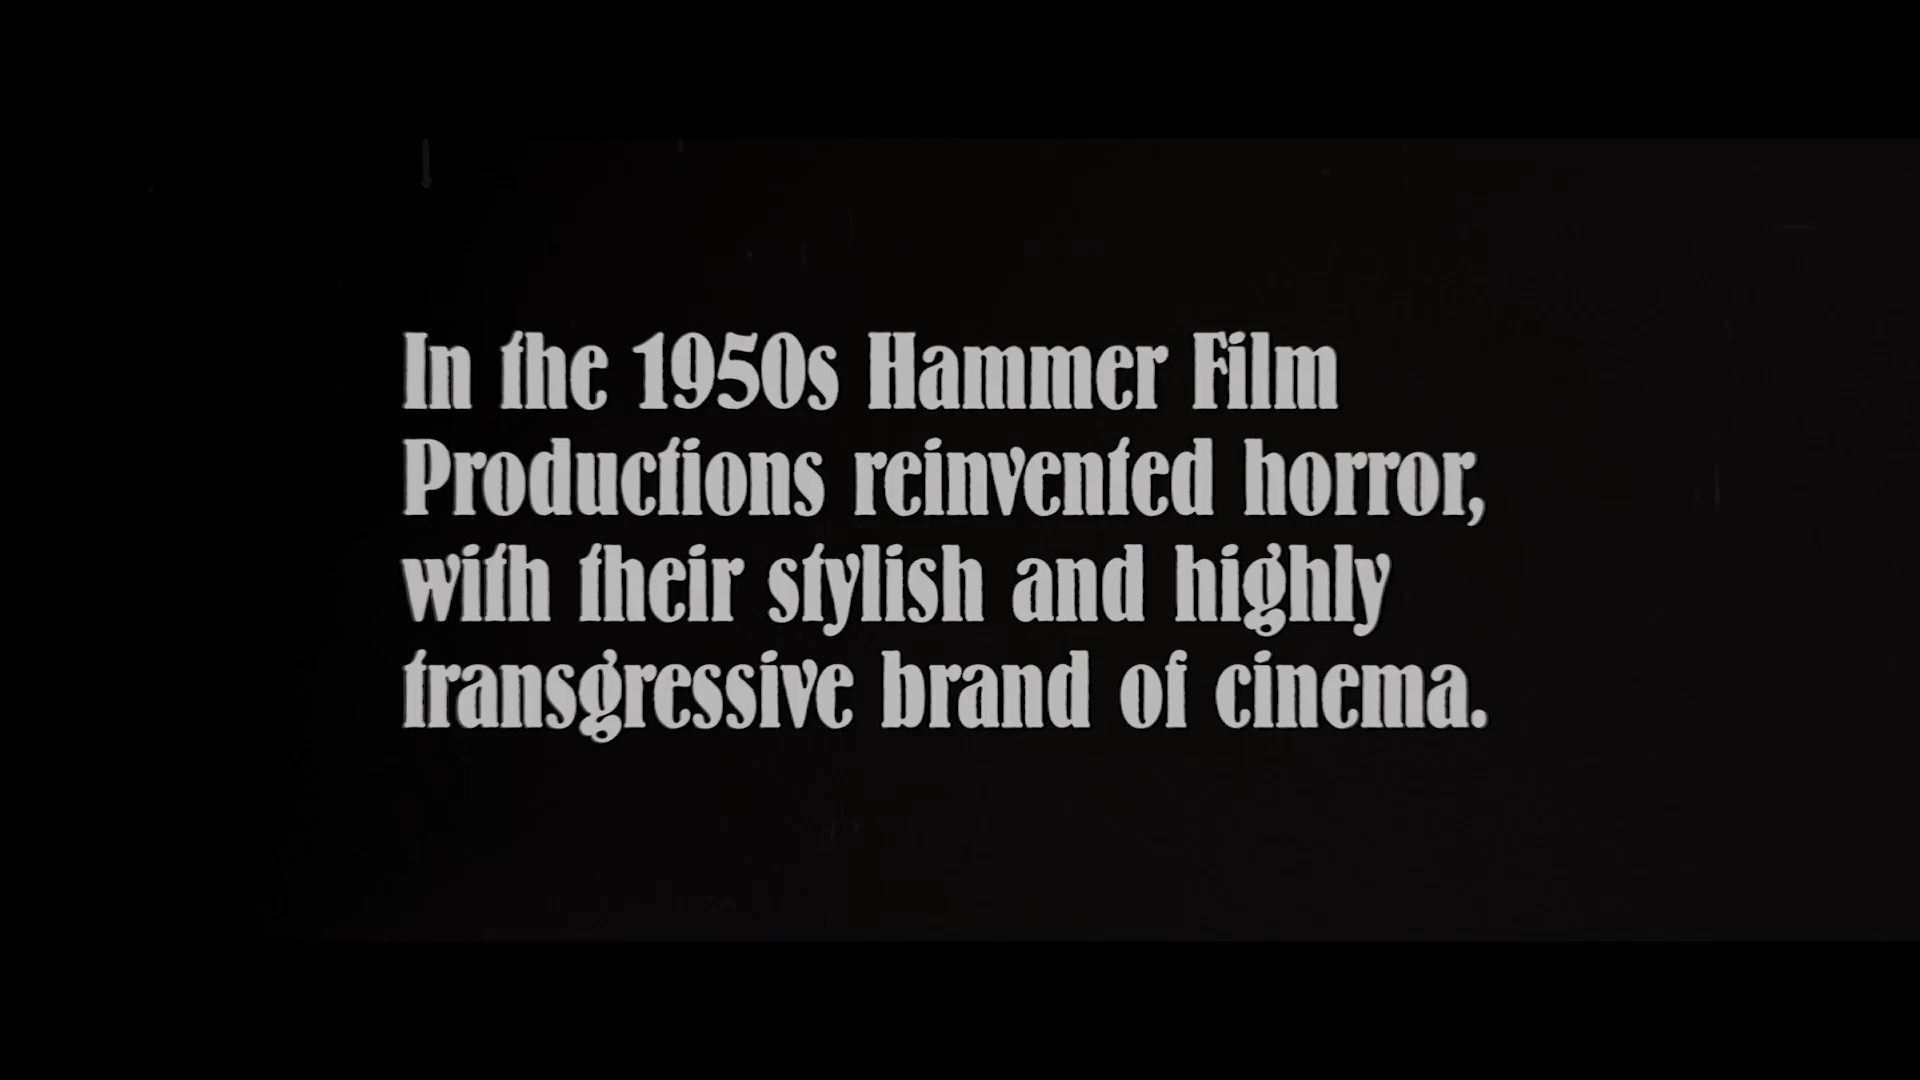 In the 1950s Hammer Film
Productions reinvented horror,
with their stylish and highly
transgressive brand of cinema.